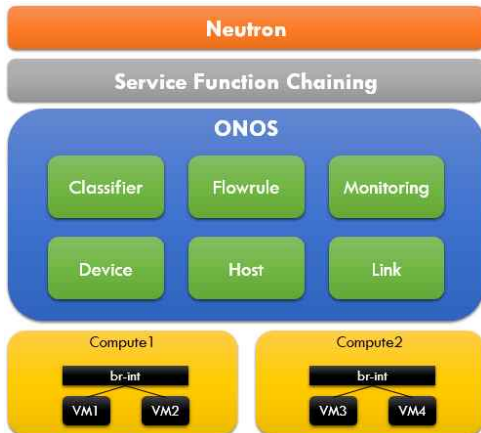 Neutron
Service Function Chaining
ONOS
Classifier Flowrule Monitoring
Device Host Link
Compute1 Compute2
br-int br-int
VM1 VM2 VM3 VM4